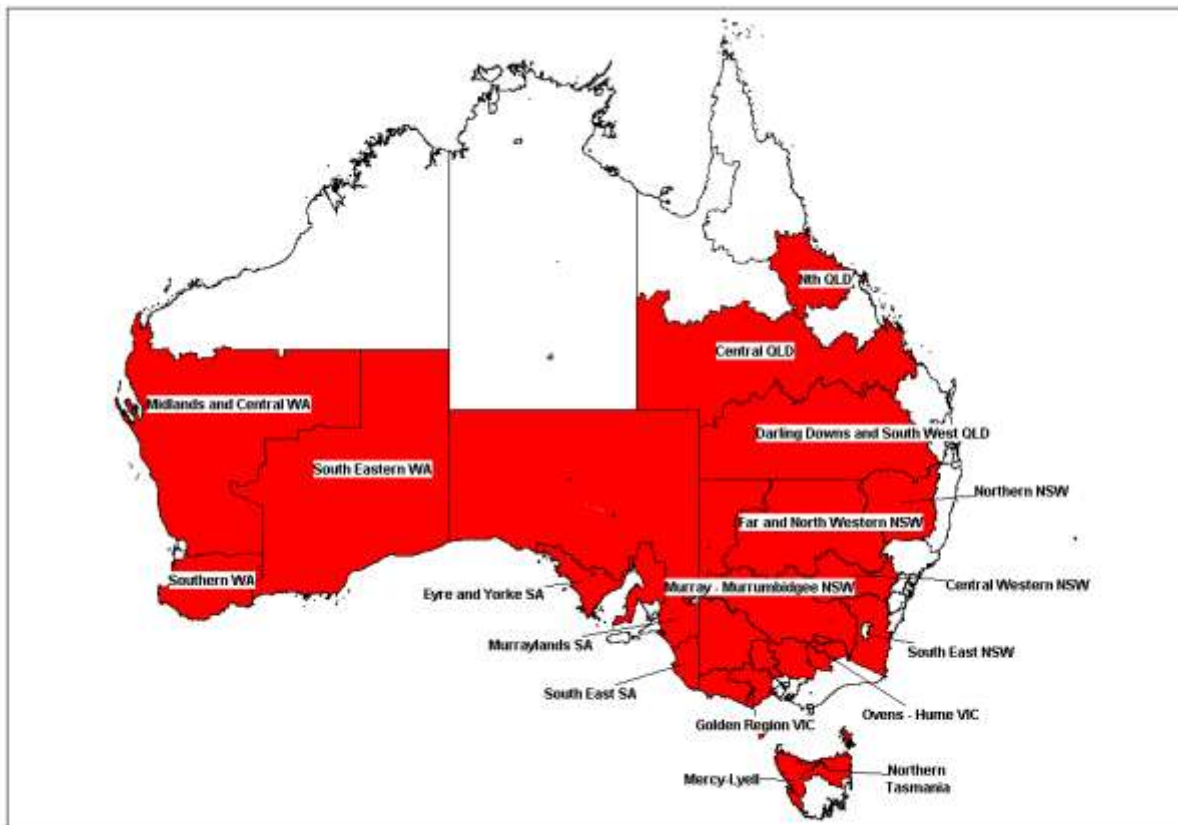 Nth QLD
Central QLD
Midlands and Central WA
Darling Downs and South West QLD
South Eastern WA
Northern NSW
Far and North Western NSW
Southern WA
Central Western NSW
Murray - Murrumbidgee NSW
Eyre and Yorke SA
Murraylands SA
South East NSW
South East SA
Ovens - Hume VIC
Golden Region VIC
Northern
Tasmania
Mercy-Lyell